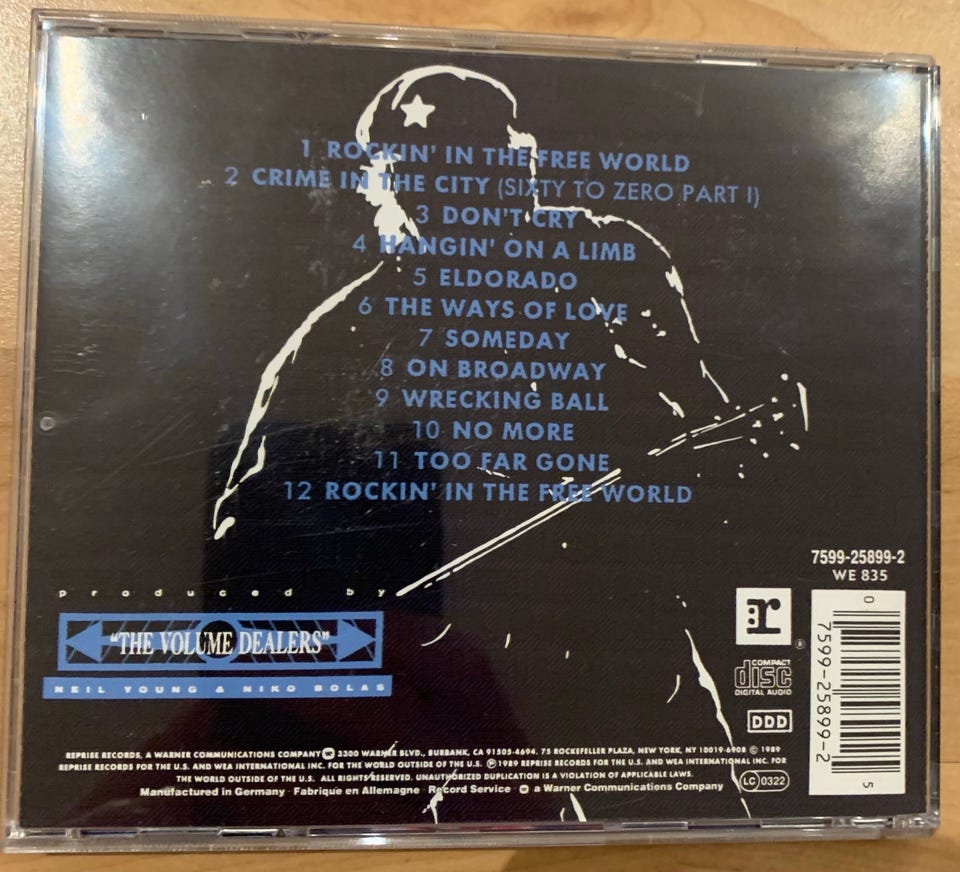 1 ROCKIN' IN THE FREE WORLD
2 CRIME IN THE CITY (SIXTY TO ZERO PART I)
3 DON'T CRY
4 HANGIN' ON A LIMB
5 ELDORADO
6 THE WAYS OF LOVE
7 SOMEDAY
8 ON BROADWAY
9 WRECKING BALL
10 NO MORE
11 TOO FAR GONE
12 ROCKIN' IN THE FREE WORLD
7599-25899-2
WE 835
produced by
"THE VOLUME DEALERS"
NEIL YOUNG & NIKO BOLAS
r
®
COMPACT
disc
DIGITAL AUDIO
DDD
LC 0322
0 7599-25899-2 5
REPRISE RECORDS, A WARNER COMMUNICATIONS COMPANY 3300 WARNER BLVD., BURBANK, CA 91505-4694. 75 ROCKEFELLER PLAZA, NEW YORK, NY 10019-6908 © 1989
REPRISE RECORDS FOR THE U.S. AND WEA INTERNATIONAL INC. FOR THE WORLD OUTSIDE OF THE U.S. ℗ 1989 REPRISE RECORDS FOR THE U.S. AND WEA INTERNATIONAL INC. FOR
THE WORLD OUTSIDE OF THE U.S. ALL RIGHTS RESERVED. UNAUTHORIZED DUPLICATION IS A VIOLATION OF APPLICABLE LAWS.
Manufactured in Germany · Fabriqué en Allemagne · Record Service · a Warner Communications Company